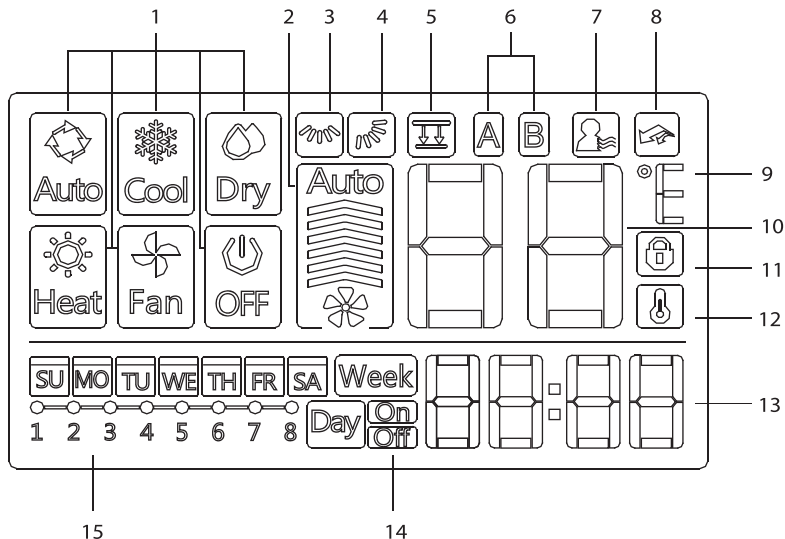 1 2 3 4 5 6 7 8
A B
Auto Cool Dry Auto
9
10
11
Heat Fan OFF
12
SU MO TU WE TH FR SA Week
88:88
13
1 2 3 4 5 6 7 8 Day On
Off
15 14